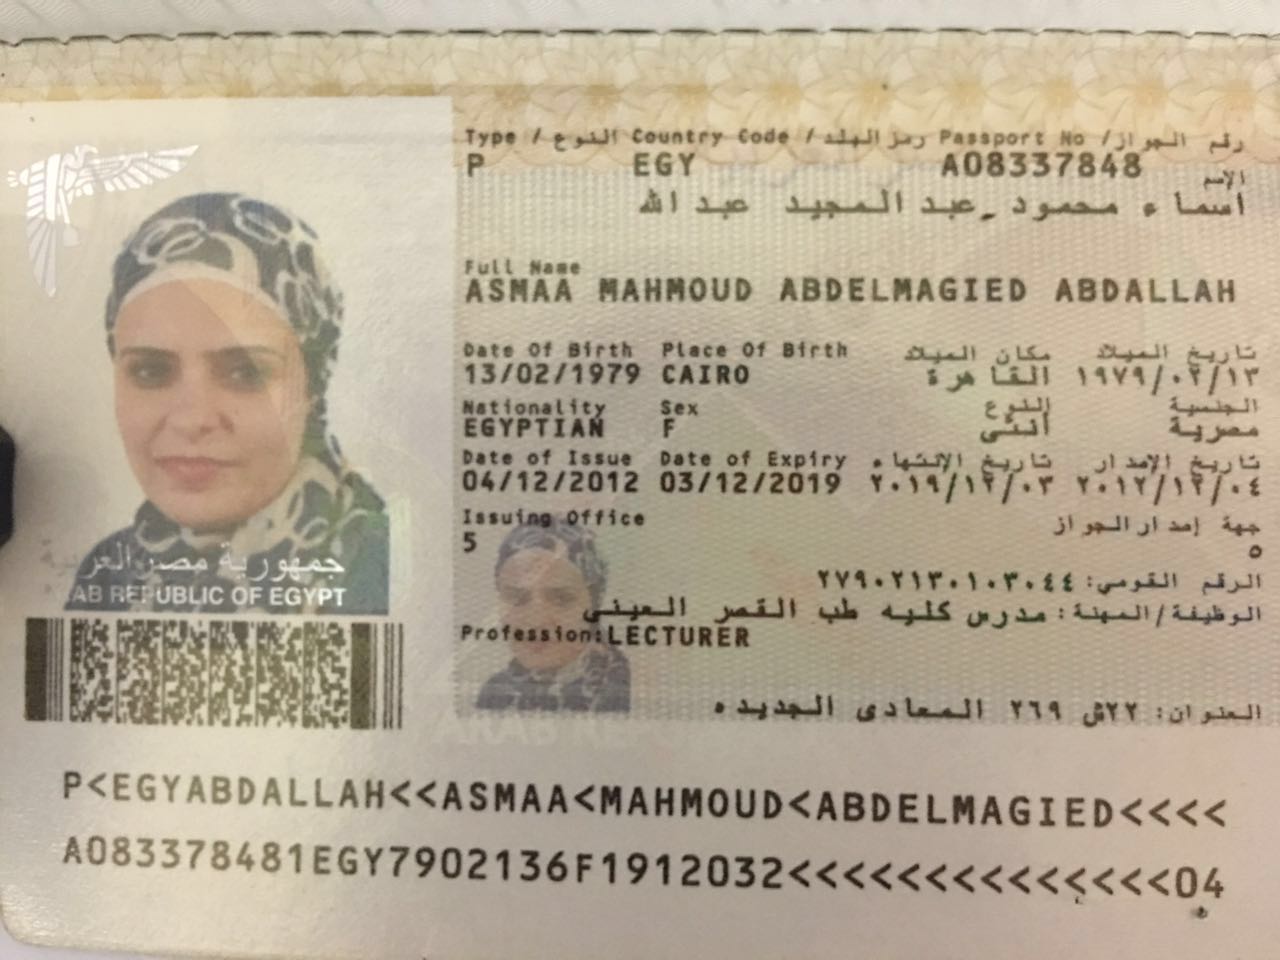 Type / النوع Country Code / رمز البلد Passport No / رقم الجواز
P EGY A08337848
الإسم
اسماء محمود عبد المجيد عبد الله
Full Name
ASMAA MAHMOUD ABDELMAGIED ABDALLAH
Date Of Birth Place Of Birth مكان الميلاد تاريخ الميلاد
13/02/1979 CAIRO القاهرة ١٩٧٩/٠٢/١٣
Nationality Sex النوع الجنسية
EGYPTIAN F أنثى مصرية
Date of Issue Date of Expiry تاريخ الإنتهاء تاريخ الإصدار
04/12/2012 03/12/2019 ٢٠١٩/١٢/٠٣ ٢٠١٢/١٢/٠٤
Issuing Office جهة إصدار الجواز
5 ٥
الرقم القومي: ٢٧٩٠٢١٣٠١٠٣٠٤٤
الوظيفة/المهنة: مدرس كليه طب القصر العيني
Profession: LECTURER
العنوان: ٢٢ش ٢٦٩ المعادى الجديده
جمهورية مصر العربية
ARAB REPUBLIC OF EGYPT
P<EGYABDALLAH<<ASMAA<MAHMOUD<ABDELMAGIED<<<<
A083378481EGY7902136F1912032<<<<<<<<<<<<<<04